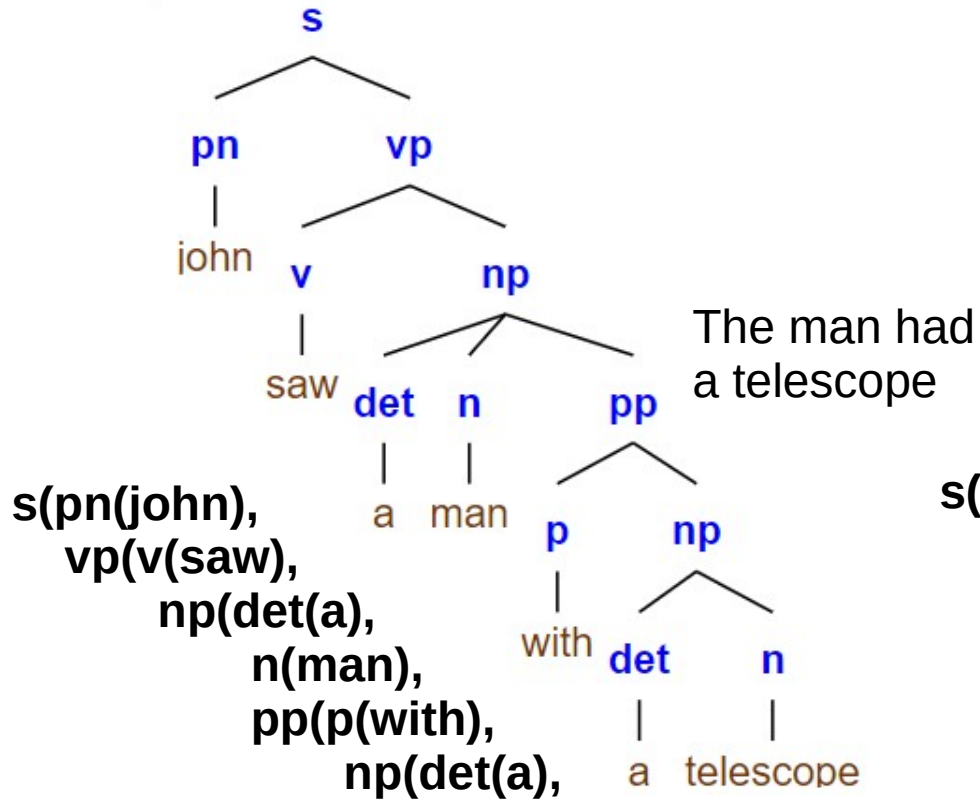 s
pn vp
john
v np
The man had
a telescope
saw
det n pp
s(pn(john),
a man
s(
p np
vp(v(saw),
np(det(a),
with
det n
n(man),
pp(p(with),
np(det(a),
a telescope